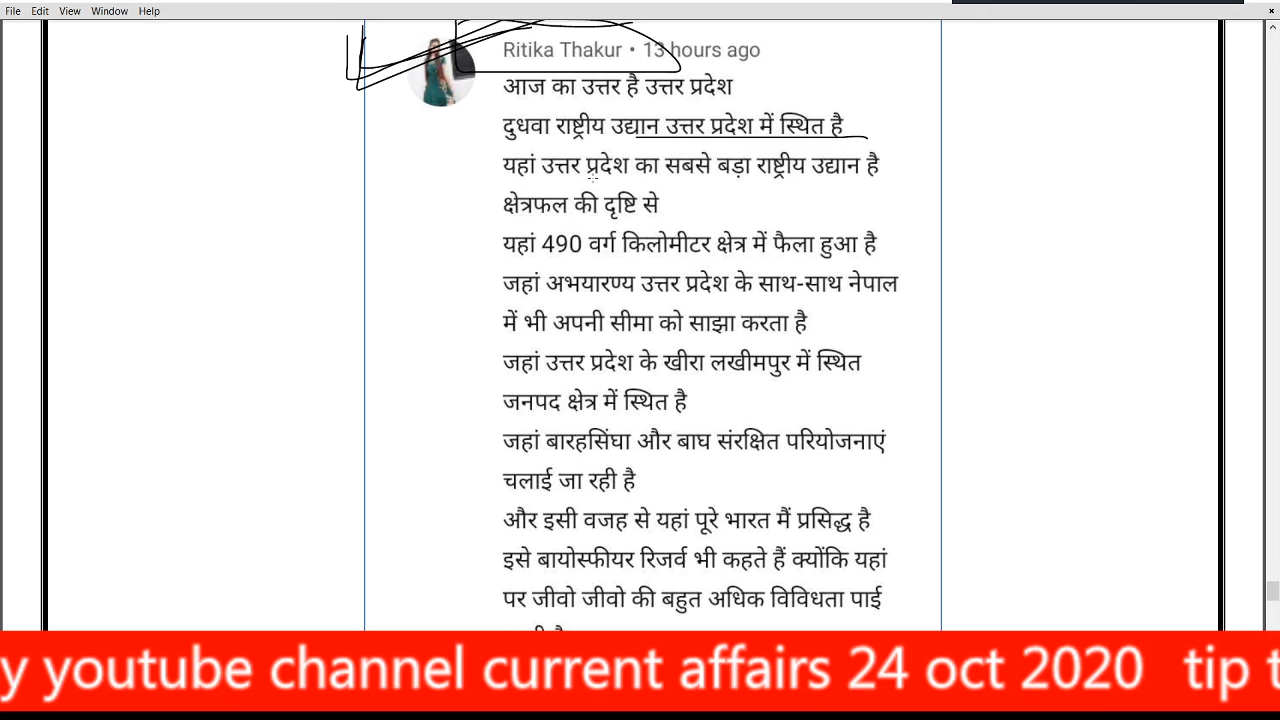 File Edit View Window Help
Ritika Thakur • 13 hours ago
आज का उत्तर है उत्तर प्रदेश
दुधवा राष्ट्रीय उद्यान उत्तर प्रदेश में स्थित है
यहां उत्तर प्रदेश का सबसे बड़ा राष्ट्रीय उद्यान है
क्षेत्रफल की दृष्टि से
यहां 490 वर्ग किलोमीटर क्षेत्र में फैला हुआ है
जहां अभयारण्य उत्तर प्रदेश के साथ-साथ नेपाल
में भी अपनी सीमा को साझा करता है
जहां उत्तर प्रदेश के खीरा लखीमपुर में स्थित
जनपद क्षेत्र में स्थित है
जहां बारहसिंघा और बाघ संरक्षित परियोजनाएं
चलाई जा रही है
और इसी वजह से यहां पूरे भारत मैं प्रसिद्ध है
इसे बायोस्फीयर रिजर्व भी कहते हैं क्योंकि यहां
पर जीवो जीवो की बहुत अधिक विविधता पाई
y youtube channel current affairs 24 oct 2020 tip t